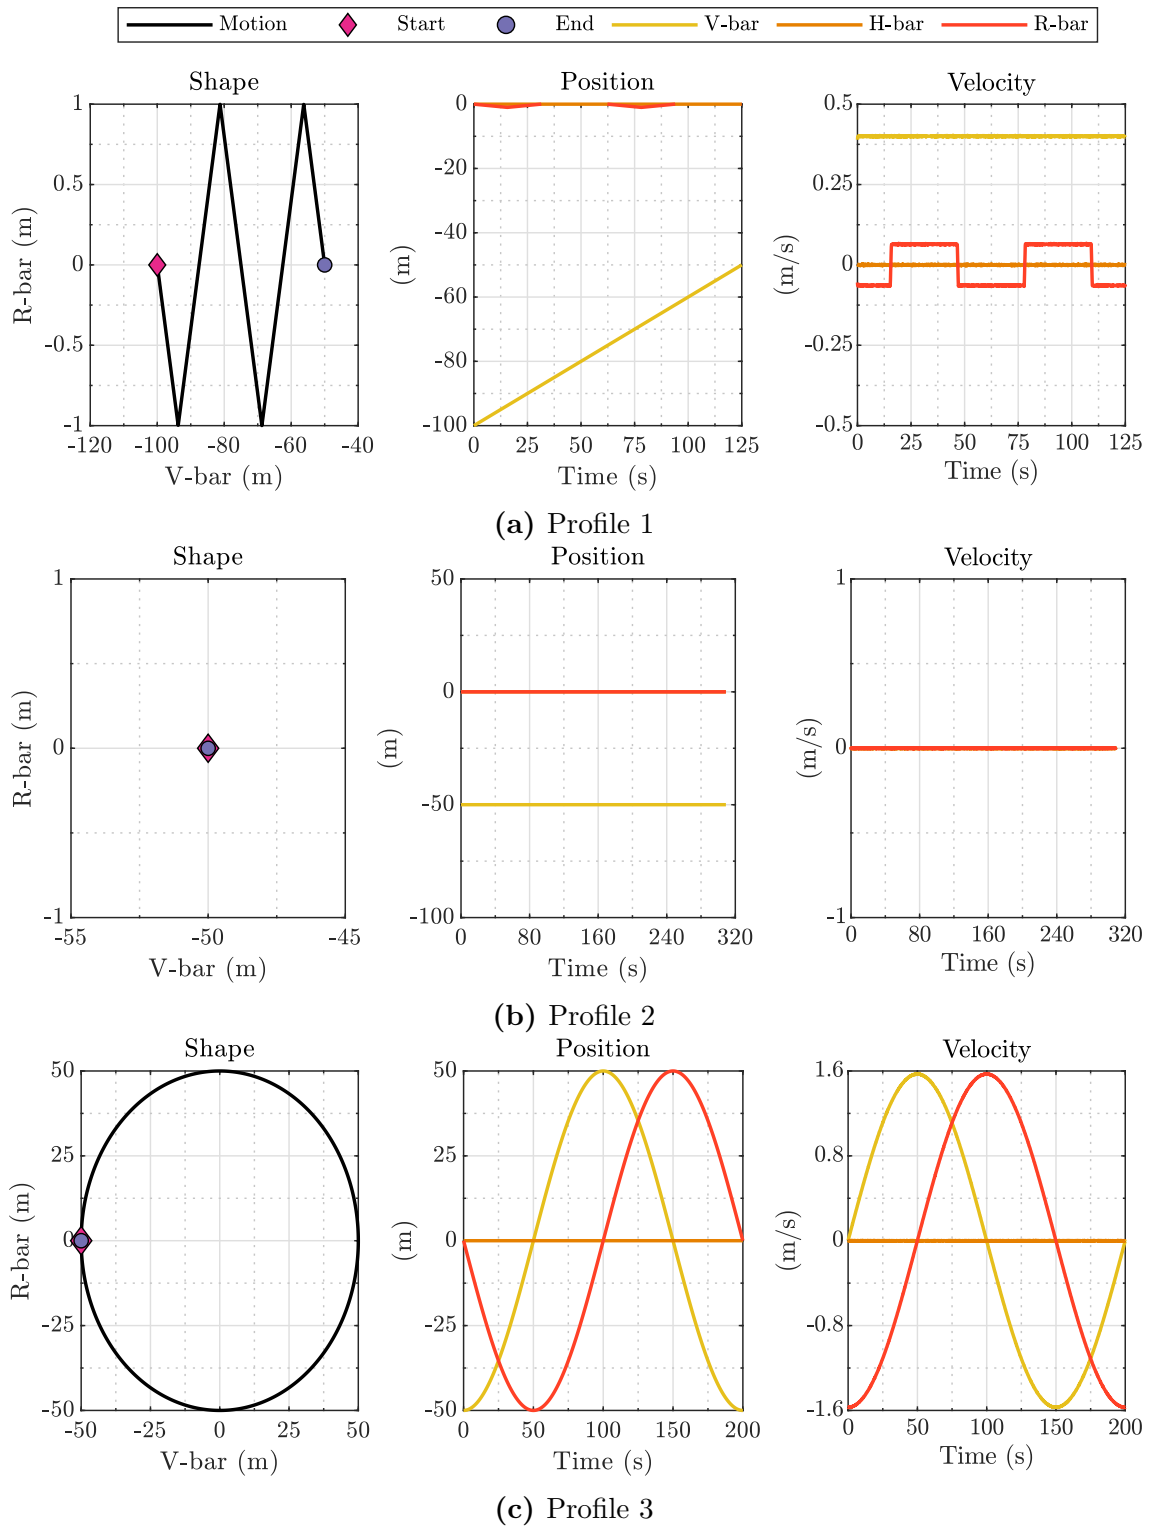 Motion Start End V-bar H-bar R-bar
Shape Position Velocity
R-bar (m)
1
0.5
0
-0.5
-1
-120 -100 -80 -60 -40
V-bar (m)
(m)
0
-20
-40
-60
-80
-100
0 25 50 75 100 125
Time (s)
(m/s)
0.5
0.25
0
-0.25
-0.5
0 25 50 75 100 125
Time (s)
(a) Profile 1
Shape Position Velocity
R-bar (m)
1
0
-1
-55 -50 -45
V-bar (m)
(m)
50
0
-50
-100
0 80 160 240 320
Time (s)
(m/s)
1
0
-1
0 80 160 240 320
Time (s)
(b) Profile 2
Shape Position Velocity
R-bar (m)
50
25
0
-25
-50
-50 -25 0 25 50
V-bar (m)
(m)
50
25
0
-25
-50
0 50 100 150 200
Time (s)
(m/s)
1.6
0.8
0
-0.8
-1.6
0 50 100 150 200
Time (s)
(c) Profile 3